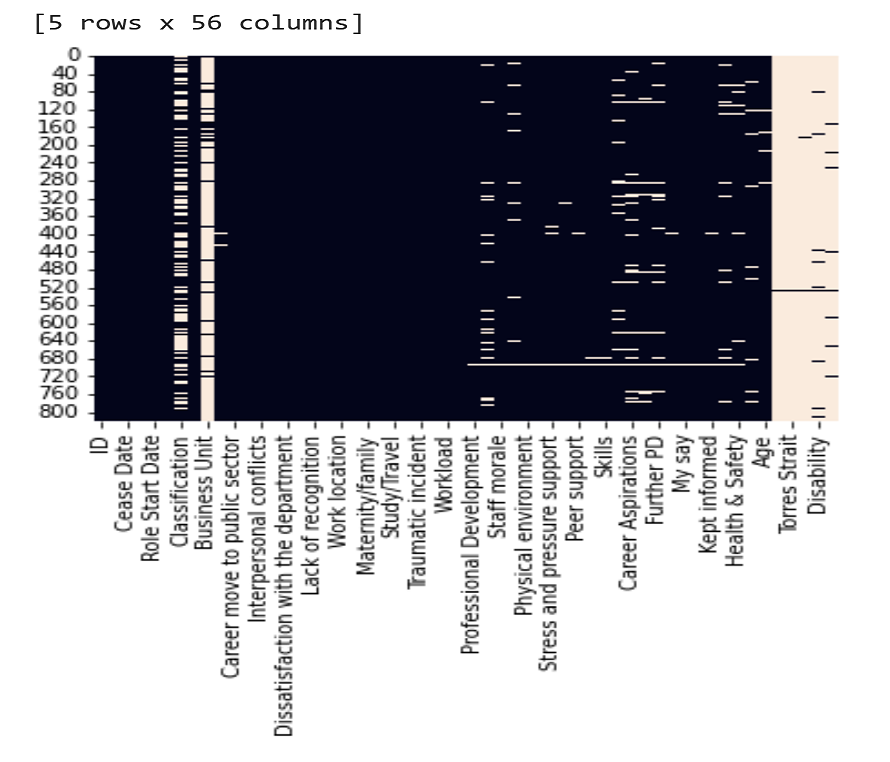 [5 rows x 56 columns]
0
40
80
120
160
200
240
280
320
360
400
440
480
520
560
600
640
680
720
760
800
ID
Cease Date
Role Start Date
Classification
Business Unit
Career move to public sector
Interpersonal conflicts
Dissatisfaction with the department
Lack of recognition
Work location
Maternity/family
Study/Travel
Traumatic incident
Workload
Professional Development
Staff morale
Physical environment
Stress and pressure support
Peer support
Skills
Career Aspirations
Further PD
My say
Kept informed
Health & Safety
Age
Torres Strait
Disability